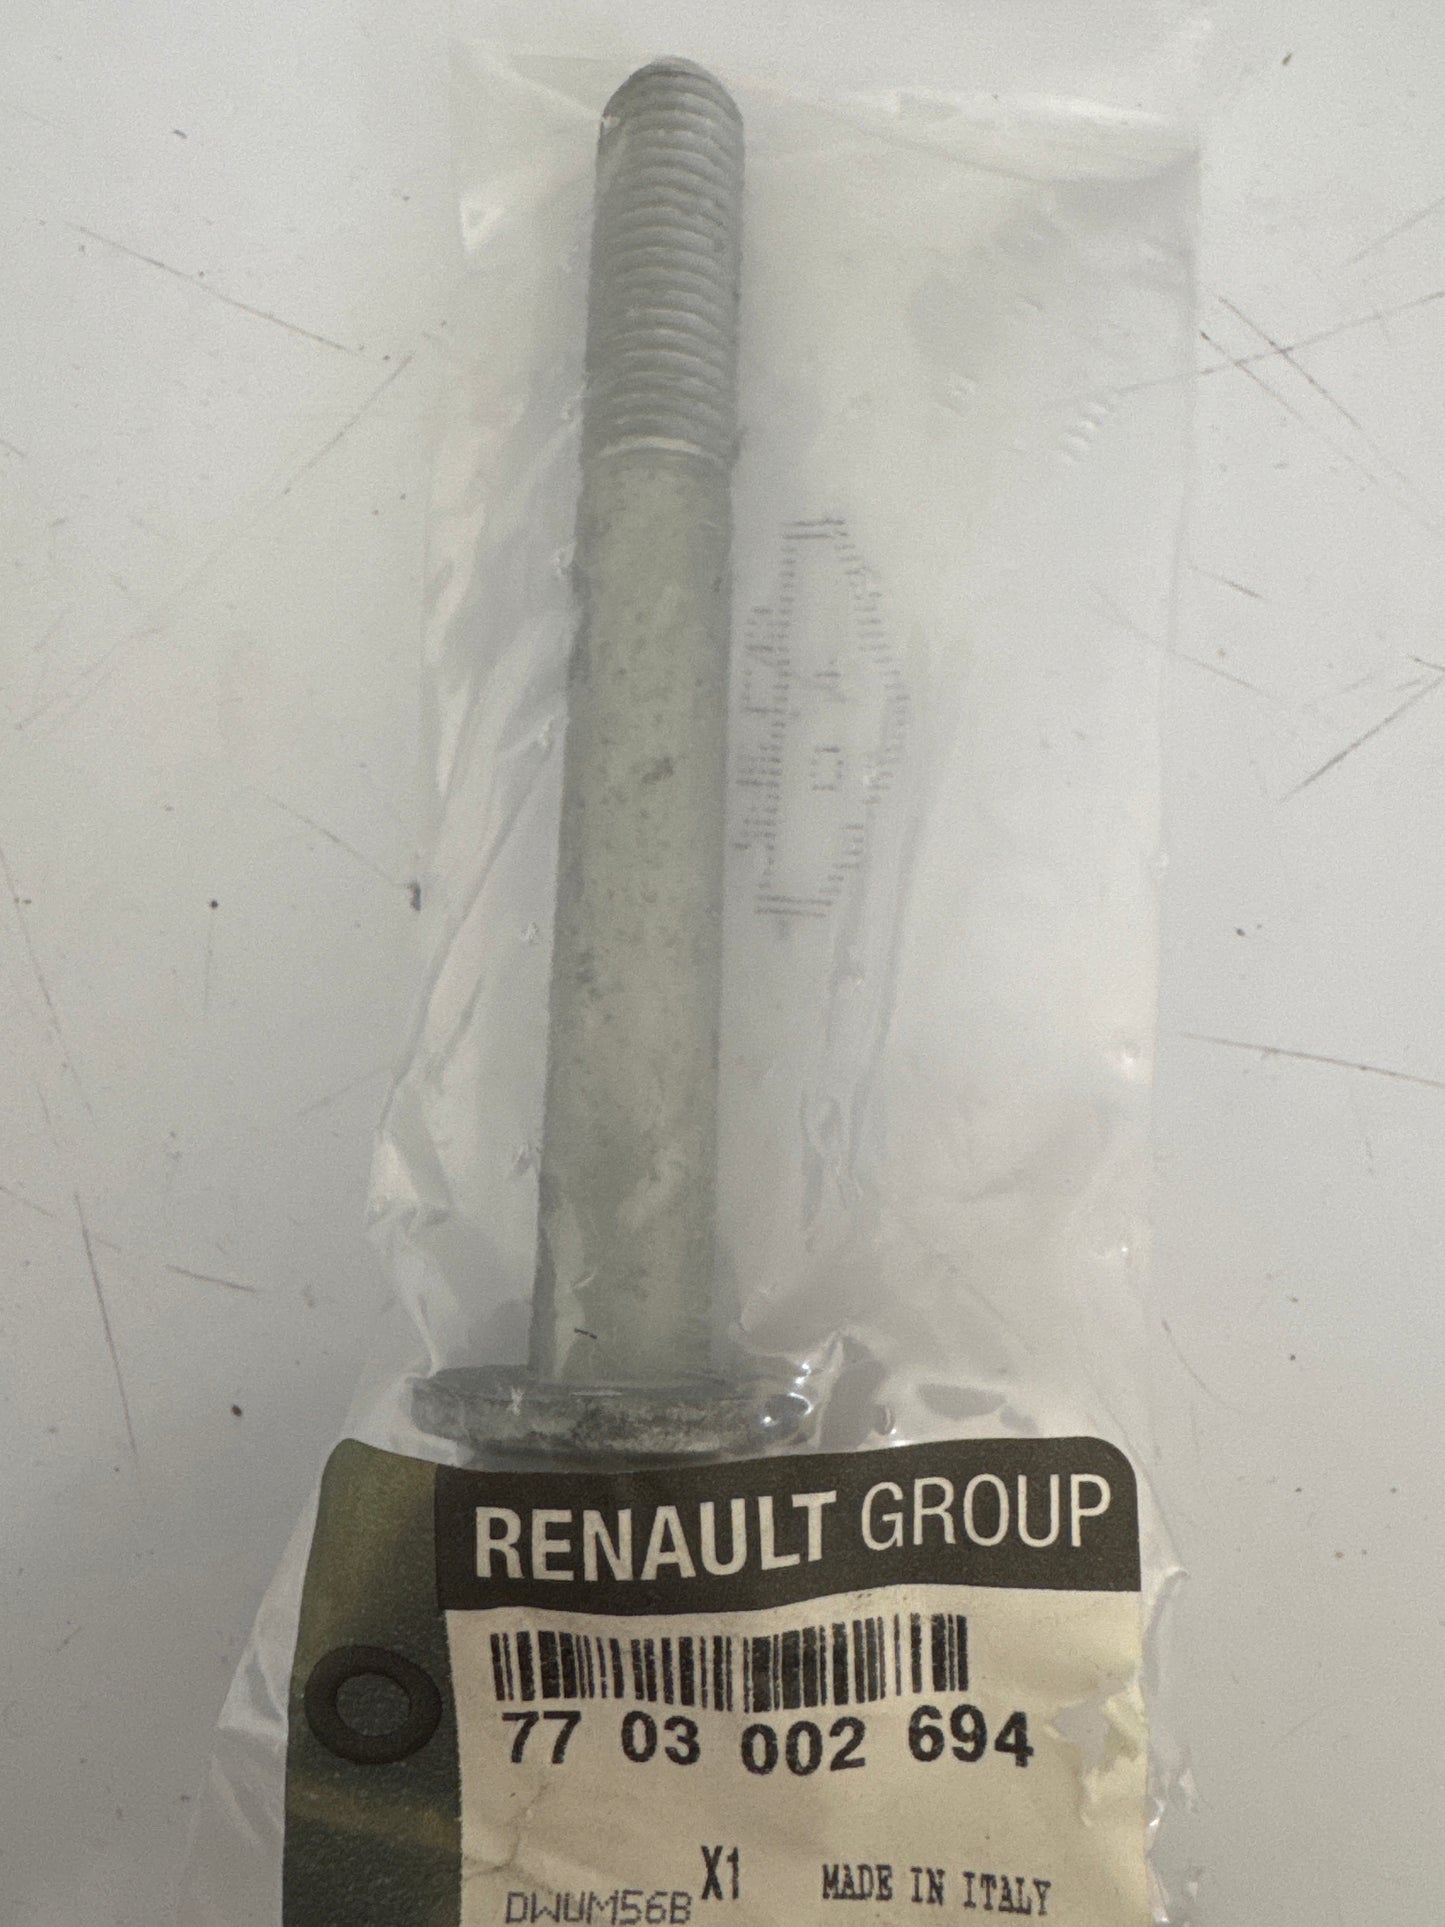 RENAULT GROUP
77 03 002 694
X1
MADE IN ITALY
DWUM56B